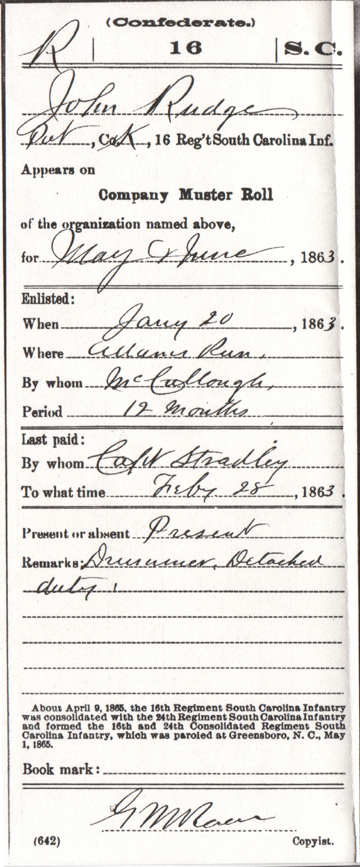 (Confederate.)
R 16 S. C.
John Rudge
Pvt, Co. K, 16 Reg't South Carolina Inf.
Appears on
Company Muster Roll
of the organization named above,
for May & June, 1863.
Enlisted:
When Jany 20, 1863.
Where Adams Run.
By whom McCullough,
Period 12 Months
Last paid:
By whom Capt Stradley
To what time Feby 28, 1863.
Present or absent Present
Remarks: Drummer, Detached
duty.
About April 9, 1865, the 16th Regiment South Carolina Infantry
was consolidated with the 24th Regiment South Carolina Infantry
and formed the 16th and 24th Consolidated Regiment South
Carolina Infantry, which was paroled at Greensboro, N. C., May
1, 1865.
Book mark:
(642) Copyist.